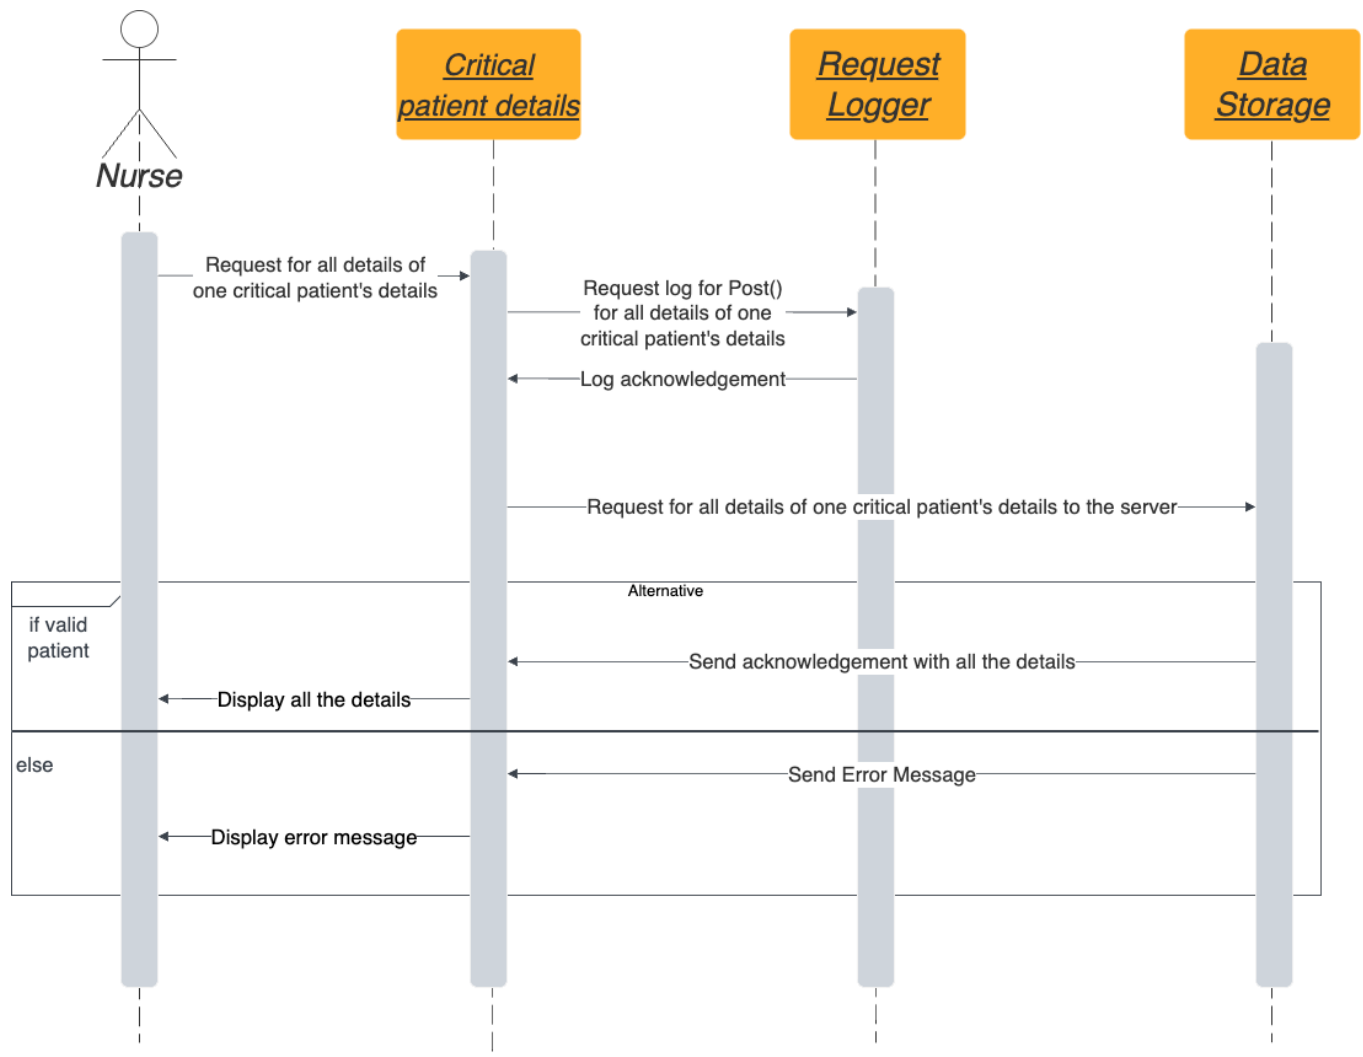 Critical
patient details
Request
Logger
Data
Storage
Nurse
Request for all details of
one critical patient's details
Request log for Post()
for all details of one
critical patient's details
Log acknowledgement
Request for all details of one critical patient's details to the server
Alternative
if valid
patient
Send acknowledgement with all the details
Display all the details
else
Send Error Message
Display error message